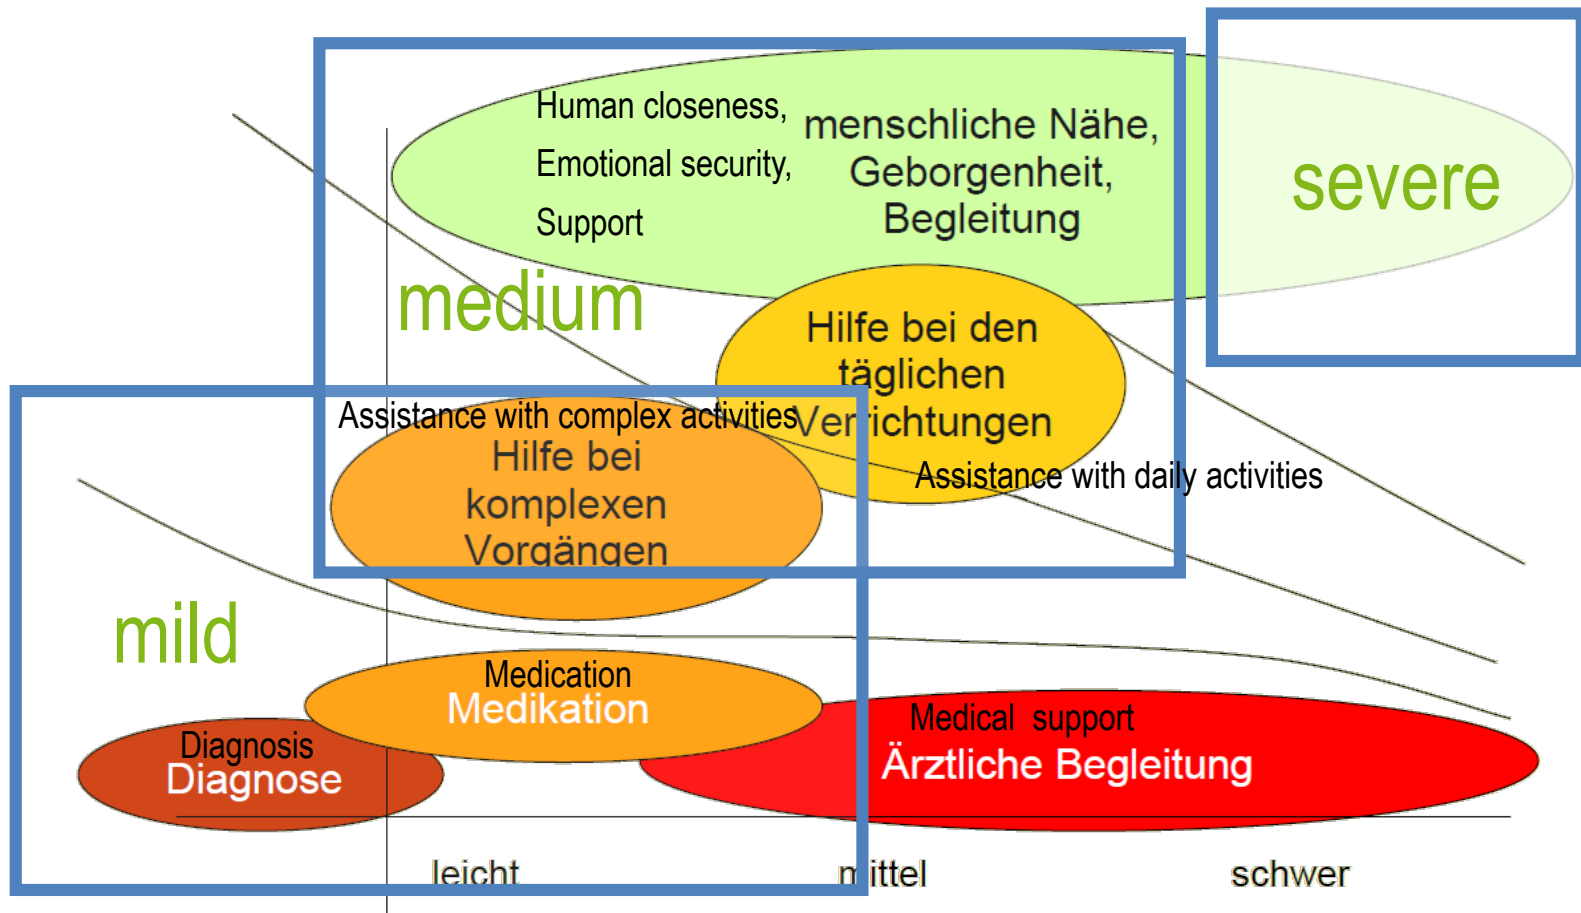 Human closeness,
Emotional security,
Support
menschliche Nähe,
Geborgenheit,
Begleitung
severe
medium
Hilfe bei den
täglichen
Verrichtungen
Assistance with complex activities
Hilfe bei
komplexen
Vorgängen
Assistance with daily activities
mild
Medication
Medikation
Medical support
Ärztliche Begleitung
Diagnosis
Diagnose
leicht
mittel
schwer